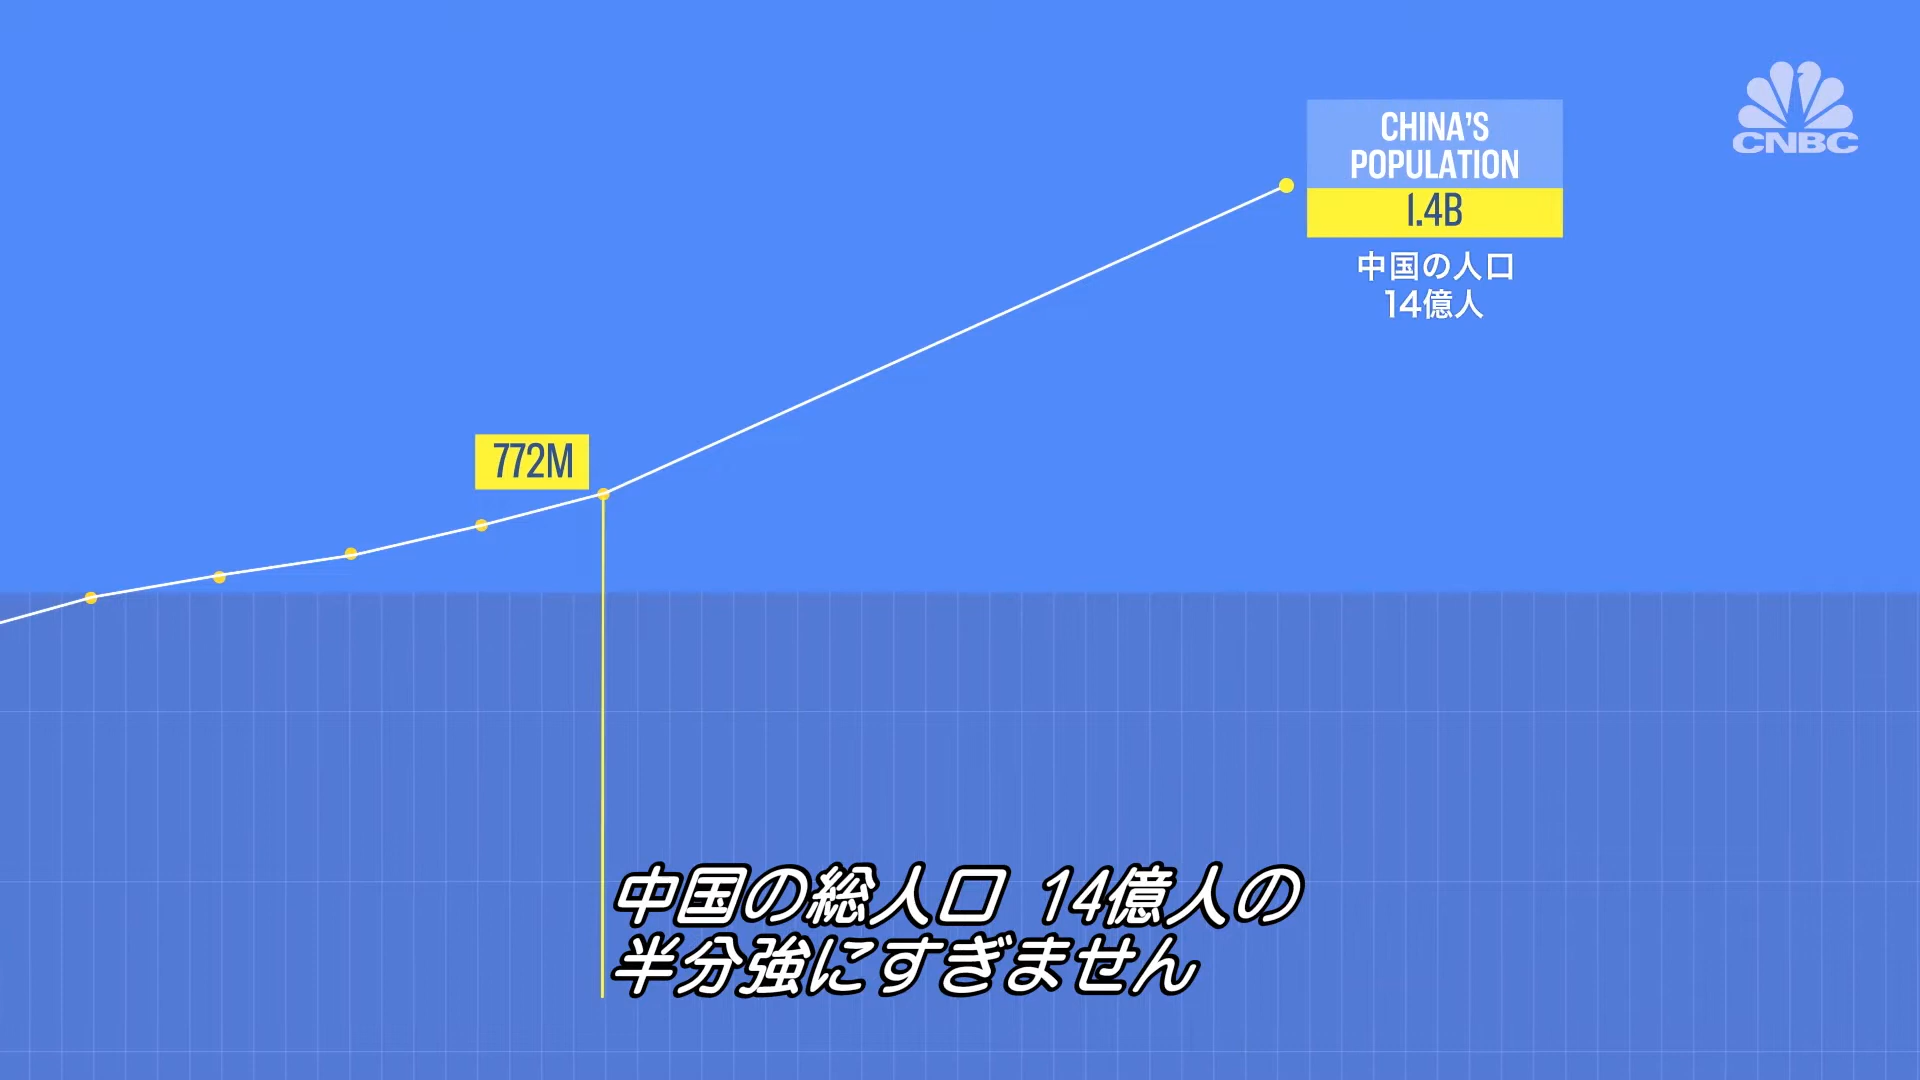 CNBC
CHINA'S
POPULATION
1.4B
中国の人口
14億人
772M
中国の総人口 14億人の
半分強にすぎません